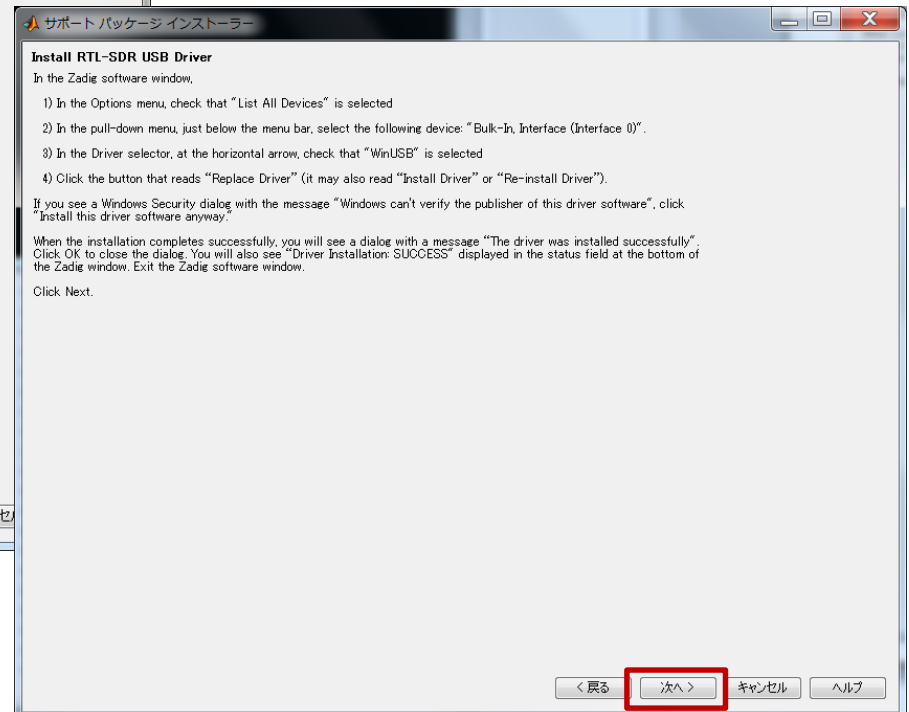 サポート パッケージ インストーラー
Install RTL-SDR USB Driver
In the Zadig software window,
1) In the Options menu, check that "List All Devices" is selected
2) In the pull-down menu, just below the menu bar, select the following device: "Bulk-In, Interface (Interface 0)".
3) In the Driver selector, at the horizontal arrow, check that "WinUSB" is selected
4) Click the button that reads "Replace Driver" (it may also read "Install Driver" or "Re-install Driver").
If you see a Windows Security dialog with the message "Windows can't verify the publisher of this driver software", click
"Install this driver software anyway."
When the installation completes successfully, you will see a dialog with a message "The driver was installed successfully".
Click OK to close the dialog. You will also see "Driver Installation: SUCCESS" displayed in the status field at the bottom of
the Zadig window. Exit the Zadig software window.
Click Next.
< 戻る 次へ > キャンセル ヘルプ